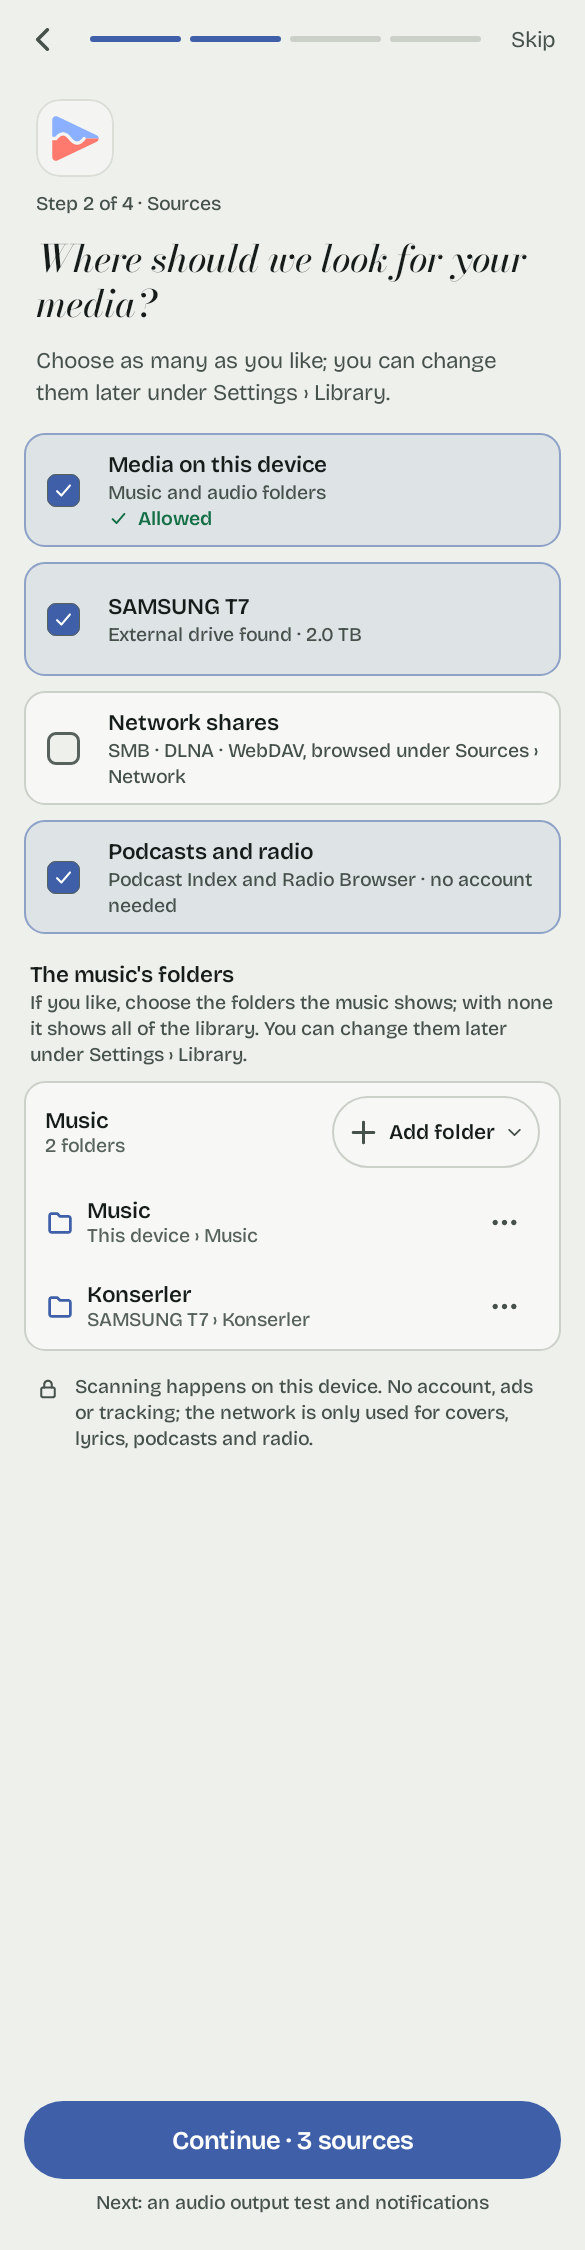 Skip
Step 2 of 4 · Sources
Where should we look for your
media?
Choose as many as you like; you can change
them later under Settings › Library.
Media on this device
Music and audio folders
Allowed
SAMSUNG T7
External drive found · 2.0 TB
Network shares
SMB · DLNA · WebDAV, browsed under Sources ›
Network
Podcasts and radio
Podcast Index and Radio Browser · no account
needed
The music's folders
If you like, choose the folders the music shows; with none
it shows all of the library. You can change them later
under Settings › Library.
Music
2 folders
Add folder
Music
This device › Music
Konserler
SAMSUNG T7 › Konserler
Scanning happens on this device. No account, ads
or tracking; the network is only used for covers,
lyrics, podcasts and radio.
Continue · 3 sources
Next: an audio output test and notifications